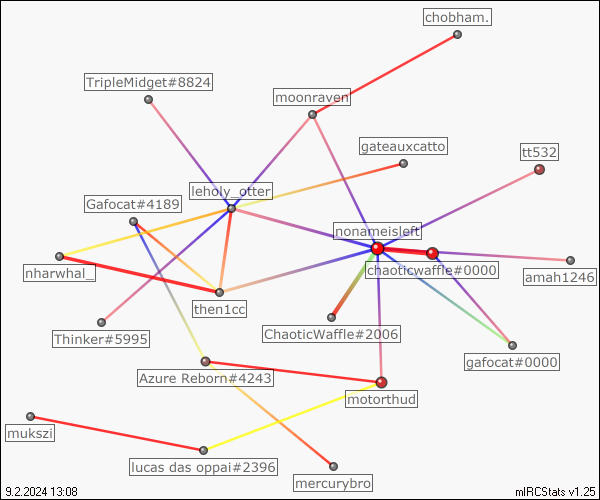 chobham.
TripleMidget#8824
moonraven
gateauxcatto
tt532
leholy_otter
Gafocat#4189
nonameisleft
nharwhal_
chaoticwaffle#0000
amah1246
then1cc
Thinker#5995
ChaoticWaffle#2006
gafocat#0000
Azure Reborn#4243
motorthud
mukszi
lucas das oppai#2396
mercurybro
9.2.2024 13:08
mIRCStats v1.25